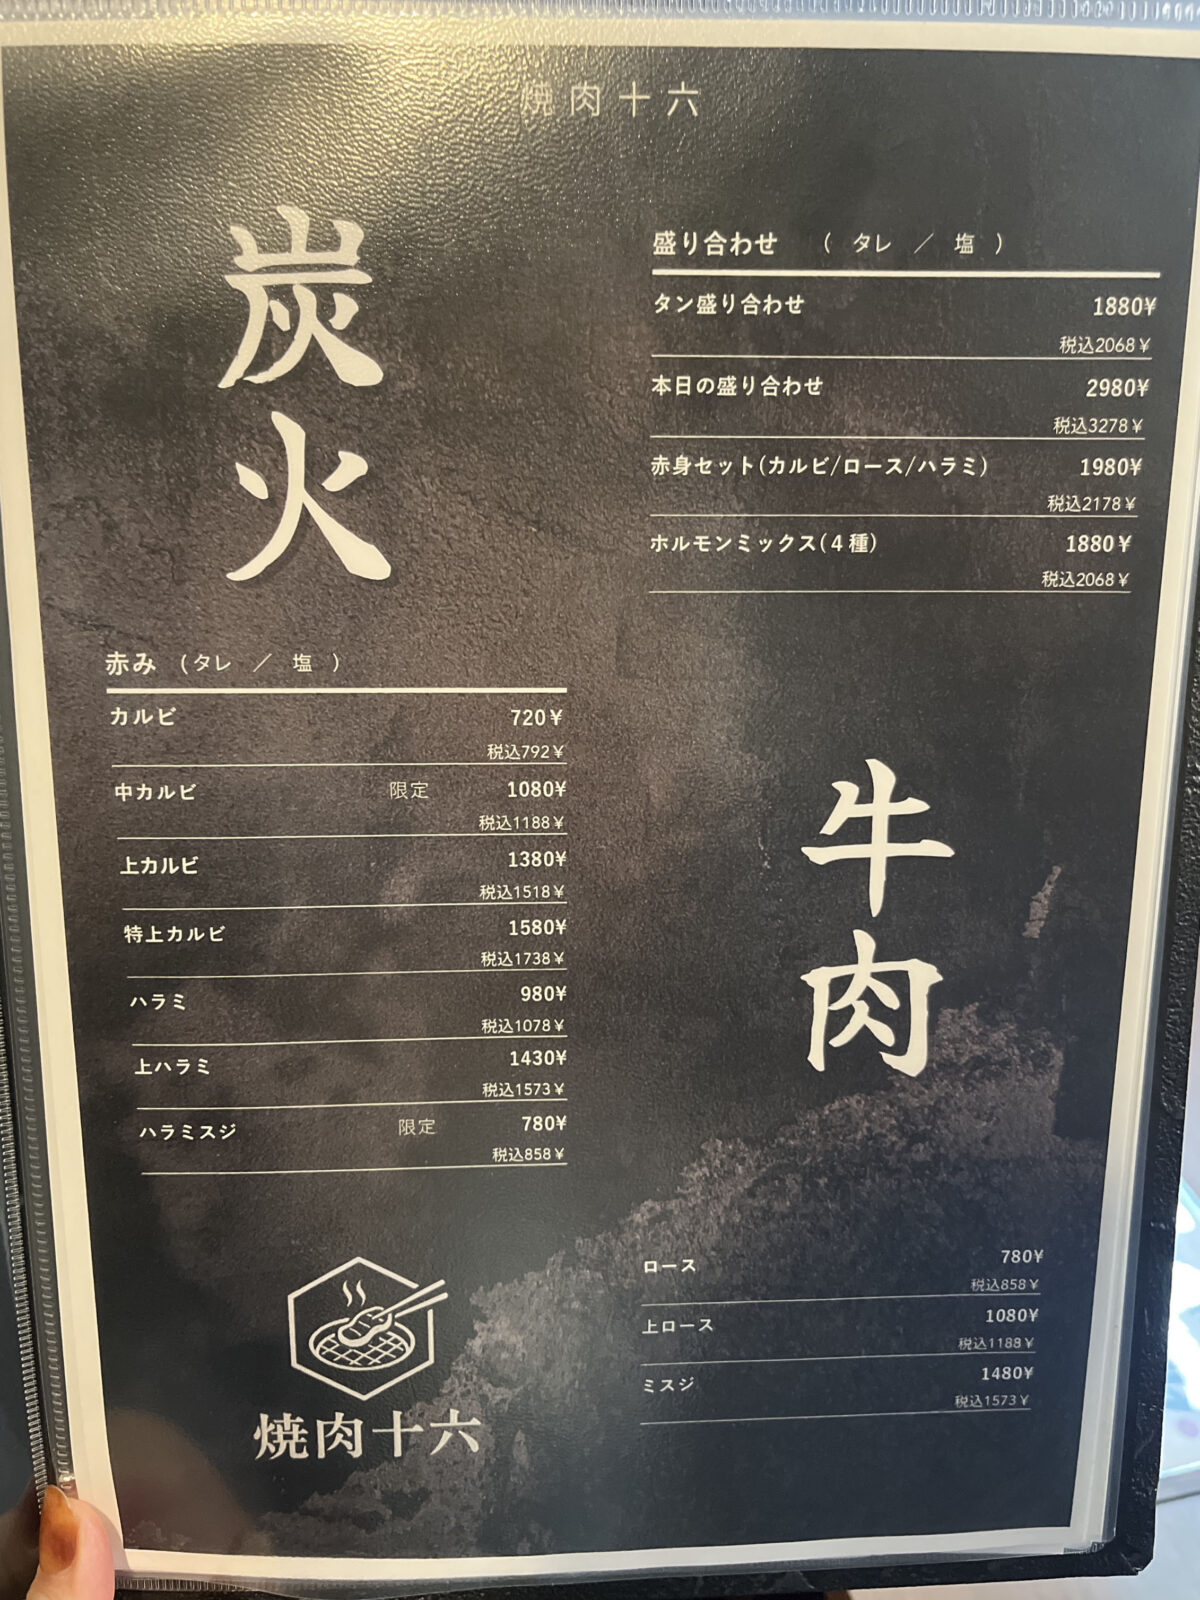 焼肉十六
炭火
盛り合わせ （ タレ ／ 塩 ）
タン盛り合わせ 1880¥
税込2068¥
本日の盛り合わせ 2980¥
税込3278¥
赤身セット(カルビ/ロース/ハラミ) 1980¥
税込2178¥
ホルモンミックス(4種) 1880¥
税込2068¥
赤み （タレ ／ 塩 ）
カルビ 720¥
税込792¥
中カルビ 限定 1080¥
税込1188¥
上カルビ 1380¥
税込1518¥
特上カルビ 1580¥
税込1738¥
ハラミ 980¥
税込1078¥
上ハラミ 1430¥
税込1573¥
ハラミスジ 限定 780¥
税込858¥
牛肉
ロース 780¥
税込858¥
上ロース 1080¥
税込1188¥
ミスジ 1480¥
税込1573¥
焼肉十六